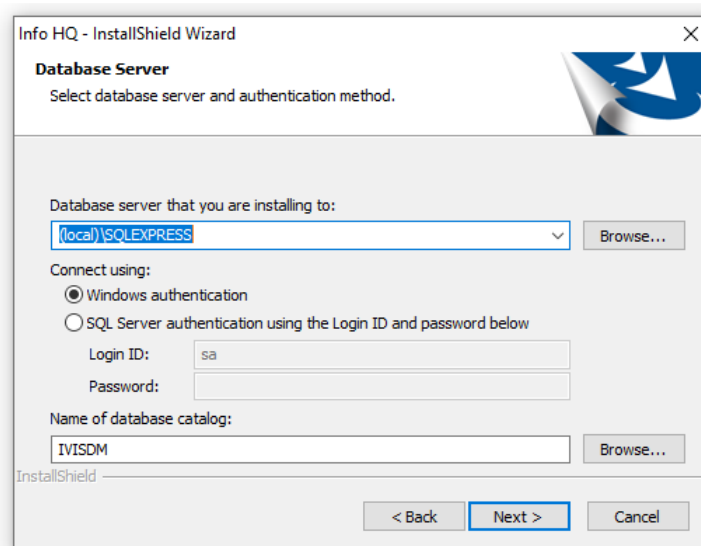 Info HQ - InstallShield Wizard
Database Server
Select database server and authentication method.
Database server that you are installing to:
(local)\SQLEXPRESS
Browse...
Connect using:
Windows authentication
SQL Server authentication using the Login ID and password below
Login ID:
sa
Password:
Name of database catalog:
IVISDM
Browse...
InstallShield
< Back
Next >
Cancel